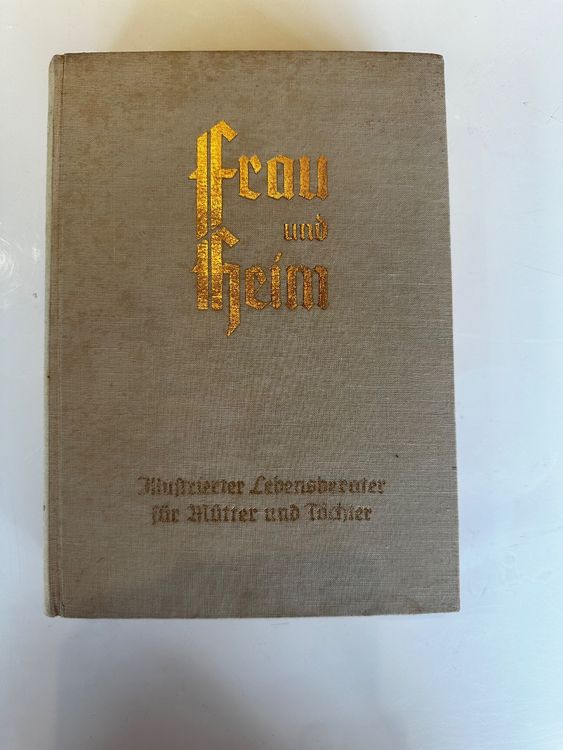 Frau
und
Heim
Illustrierter Lebensberater
für Mütter und Töchter